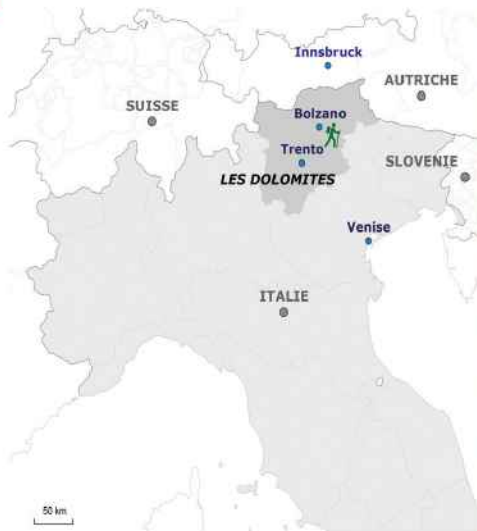 Innsbruck
AUTRICHE
SUISSE
Bolzano
Trento
SLOVENIE
LES DOLOMITES
Venise
ITALIE
50 km